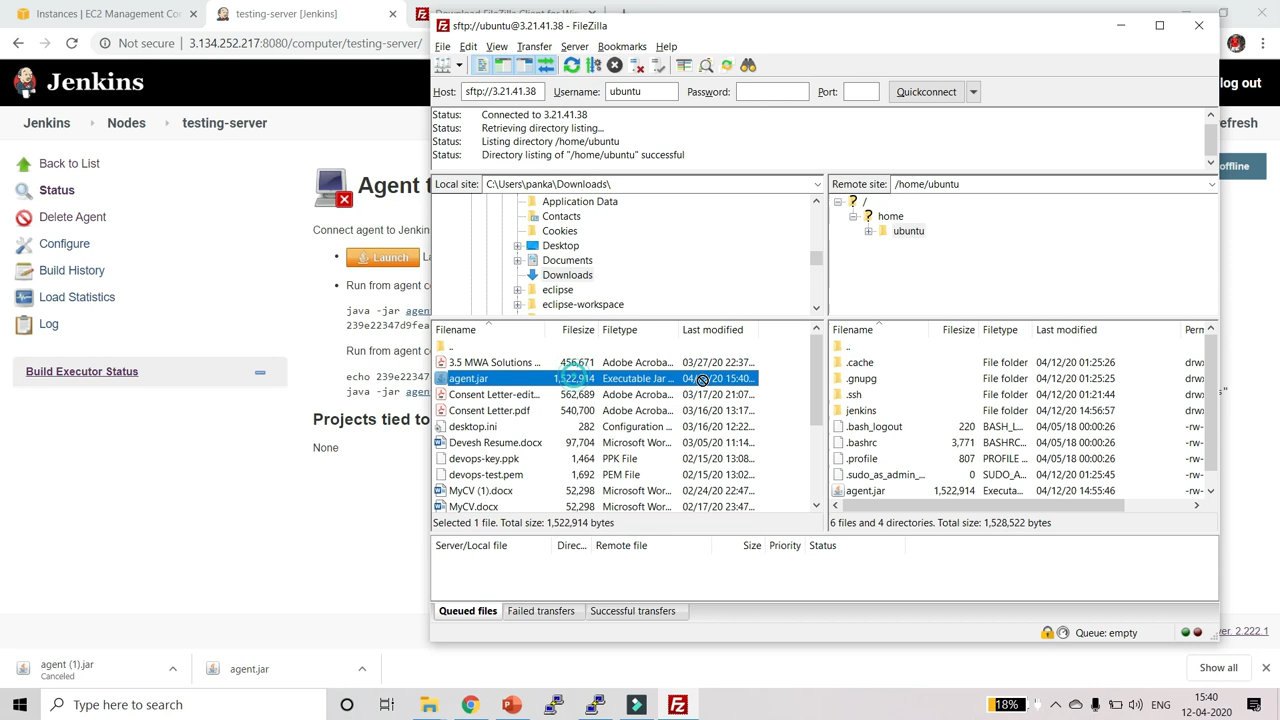 Instances | EC2 Management Con
testing-server [Jenkins]
Not secure
3.134.252.217:8080/computer/testing-server/
Jenkins
log out
Jenkins
Nodes
testing-server
refresh
Back to List
Status
Delete Agent
Configure
Build History
Load Statistics
Log
Build Executor Status
Agent t
offline
Connect agent to Jenkin
Launch
Run from agent co
java -jar agen
239e22347d9fea
Run from agent co
echo 239e22347
java -jar agen
Projects tied to
None
sftp://ubuntu@3.21.41.38 - FileZilla
File Edit View Transfer Server Bookmarks Help
Host: sftp://3.21.41.38 Username: ubuntu Password: Port: Quickconnect
Status: Connected to 3.21.41.38
Status: Retrieving directory listing...
Status: Listing directory /home/ubuntu
Status: Directory listing of "/home/ubuntu" successful
Local site: C:\Users\panka\Downloads\
Application Data
Contacts
Cookies
Desktop
Documents
Downloads
eclipse
eclipse-workspace
Remote site: /home/ubuntu
/
home
ubuntu
Filename Filesize Filetype Last modified
..
3.5 MWA Solutions ... 456,671 Adobe Acroba... 03/27/20 22:37...
agent.jar 1,522,914 Executable Jar ... 15:40...
Consent Letter-edit... 562,689 Adobe Acroba... 03/17/20 21:07...
Consent Letter.pdf 540,700 Adobe Acroba... 03/16/20 13:17...
desktop.ini 282 Configuration ... 03/16/20 12:22...
Devesh Resume.docx 97,704 Microsoft Wor... 03/05/20 11:14...
devops-key.ppk 1,464 PPK File 02/15/20 13:08...
devops-test.pem 1,692 PEM File 02/15/20 13:02...
MyCV (1).docx 52,298 Microsoft Wor... 02/24/20 22:47...
MyCV.docx 52,298 Microsoft Wor... 02/17/20 23:47...
Selected 1 file. Total size: 1,522,914 bytes
Filename Filesize Filetype Last modified Perm
..
.cache File folder 04/12/20 01:25:26 drwx
.gnupg File folder 04/12/20 01:25:26 drwx
.ssh File folder 04/12/20 01:21:44 drwx
jenkins File folder 04/12/20 14:56:57 drwx
.bash_logout 220 BASH_L... 04/05/18 00:00:26 -rw-
.bashrc 3,771 BASHRC... 04/05/18 00:00:26 -rw-
.profile 807 PROFILE ... 04/05/18 00:00:26 -rw-
.sudo_as_admin_... 0 SUDO_A... 04/12/20 01:25:45 -rw-
agent.jar 1,522,914 Executa... 04/12/20 14:55:46 -rw-
6 files and 4 directories. Total size: 1,528,522 bytes
Server/Local file Direc... Remote file Size Priority Status
Queued files Failed transfers Successful transfers
Queue: empty
ver. 2.222.1
agent (1).jar
Canceled
agent.jar
Show all
Type here to search
18%
ENG
15:40
12-04-2020